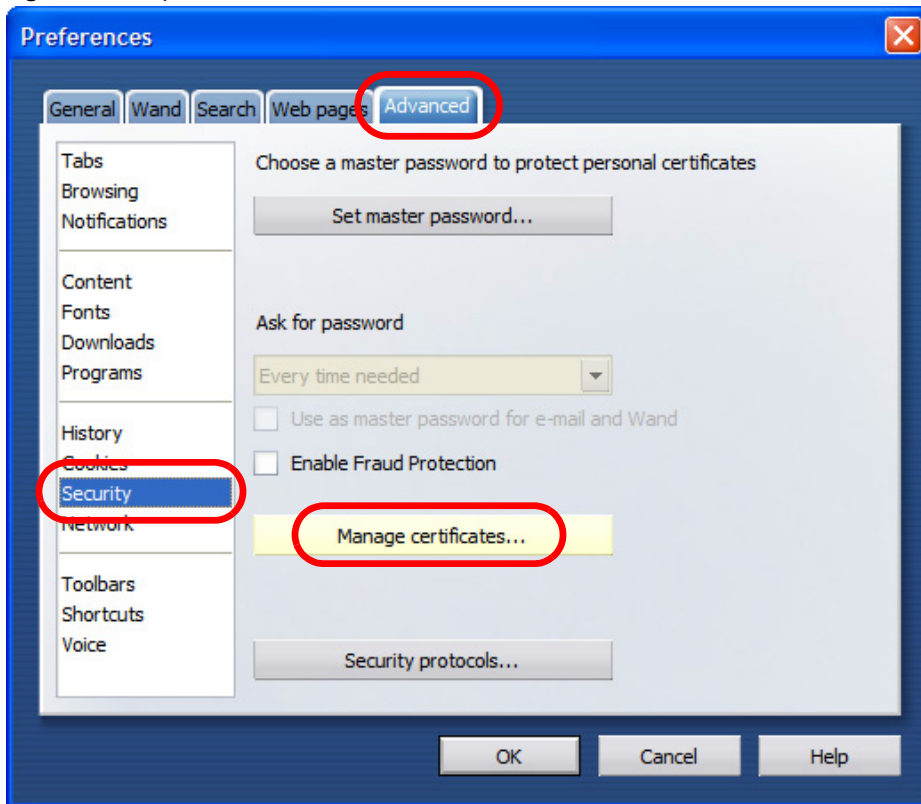 Preferences
General Wand Search Web pages Advanced
Tabs
Browsing
Notifications
Content
Fonts
Downloads
Programs
History
Cookies
Security
Network
Toolbars
Shortcuts
Voice
Choose a master password to protect personal certificates
Set master password...
Ask for password
Every time needed
Use as master password for e-mail and Wand
Enable Fraud Protection
Manage certificates...
Security protocols...
OK Cancel Help